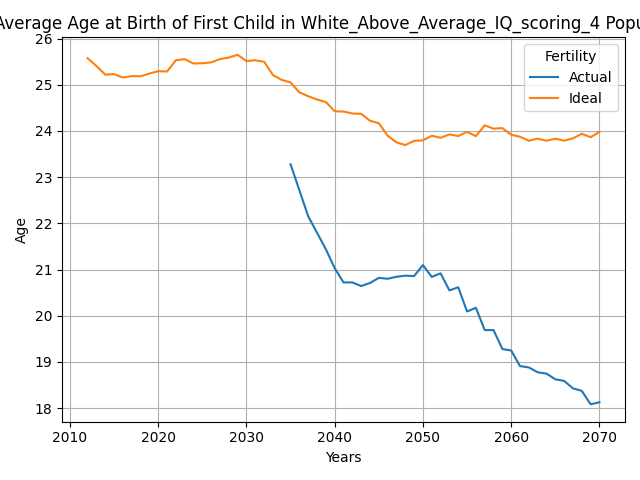 Average Age at Birth of First Child in White_Above_Average_IQ_scoring_4
Fertility
Actual
Ideal
26
25
24
23
22
21
20
19
18
Age
2010 2020 2030 2040 2050 2060 2070
Years